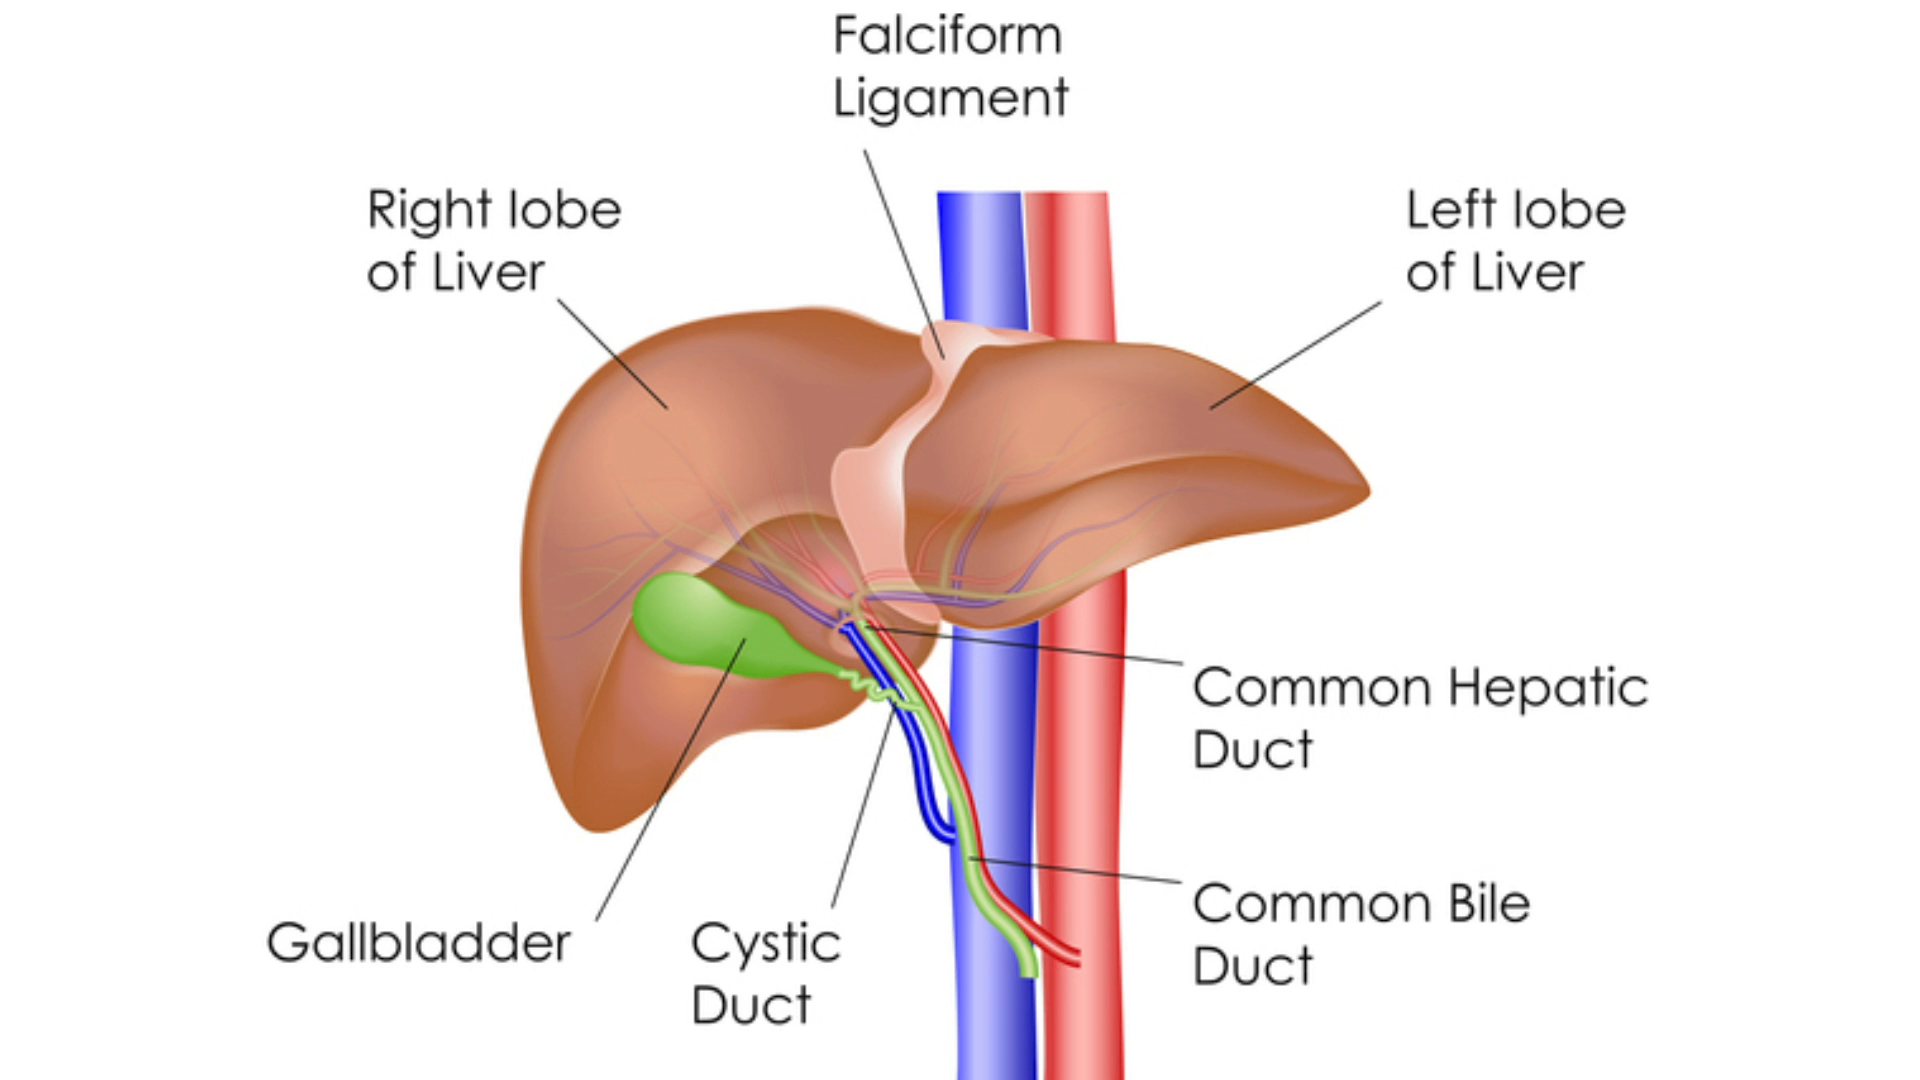 Falciform
Ligament
Right lobe
of Liver
Left lobe
of Liver
Common Hepatic
Duct
Common Bile
Duct
Gallbladder
Cystic
Duct